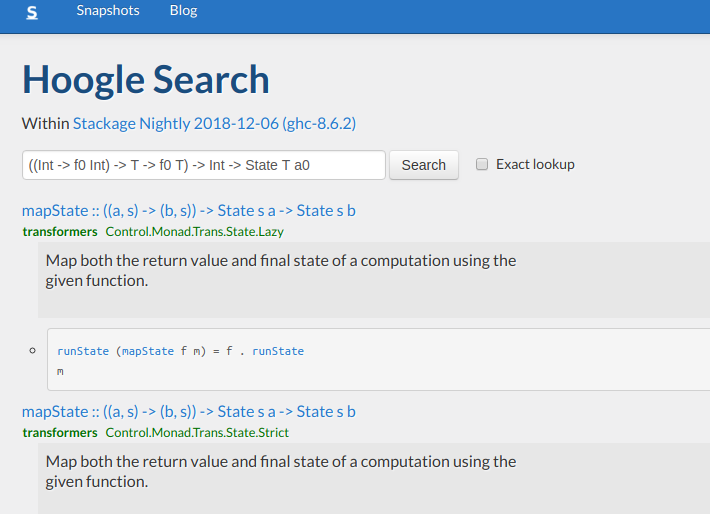 S Snapshots Blog
Hoogle Search
Within Stackage Nightly 2018-12-06 (ghc-8.6.2)
((Int -> f0 Int) -> T -> f0 T) -> Int -> State T a0 Search Exact lookup
mapState :: ((a, s) -> (b, s)) -> State s a -> State s b
transformers Control.Monad.Trans.State.Lazy
Map both the return value and final state of a computation using the
given function.
runState (mapState f m) = f . runState
m
mapState :: ((a, s) -> (b, s)) -> State s a -> State s b
transformers Control.Monad.Trans.State.Strict
Map both the return value and final state of a computation using the
given function.